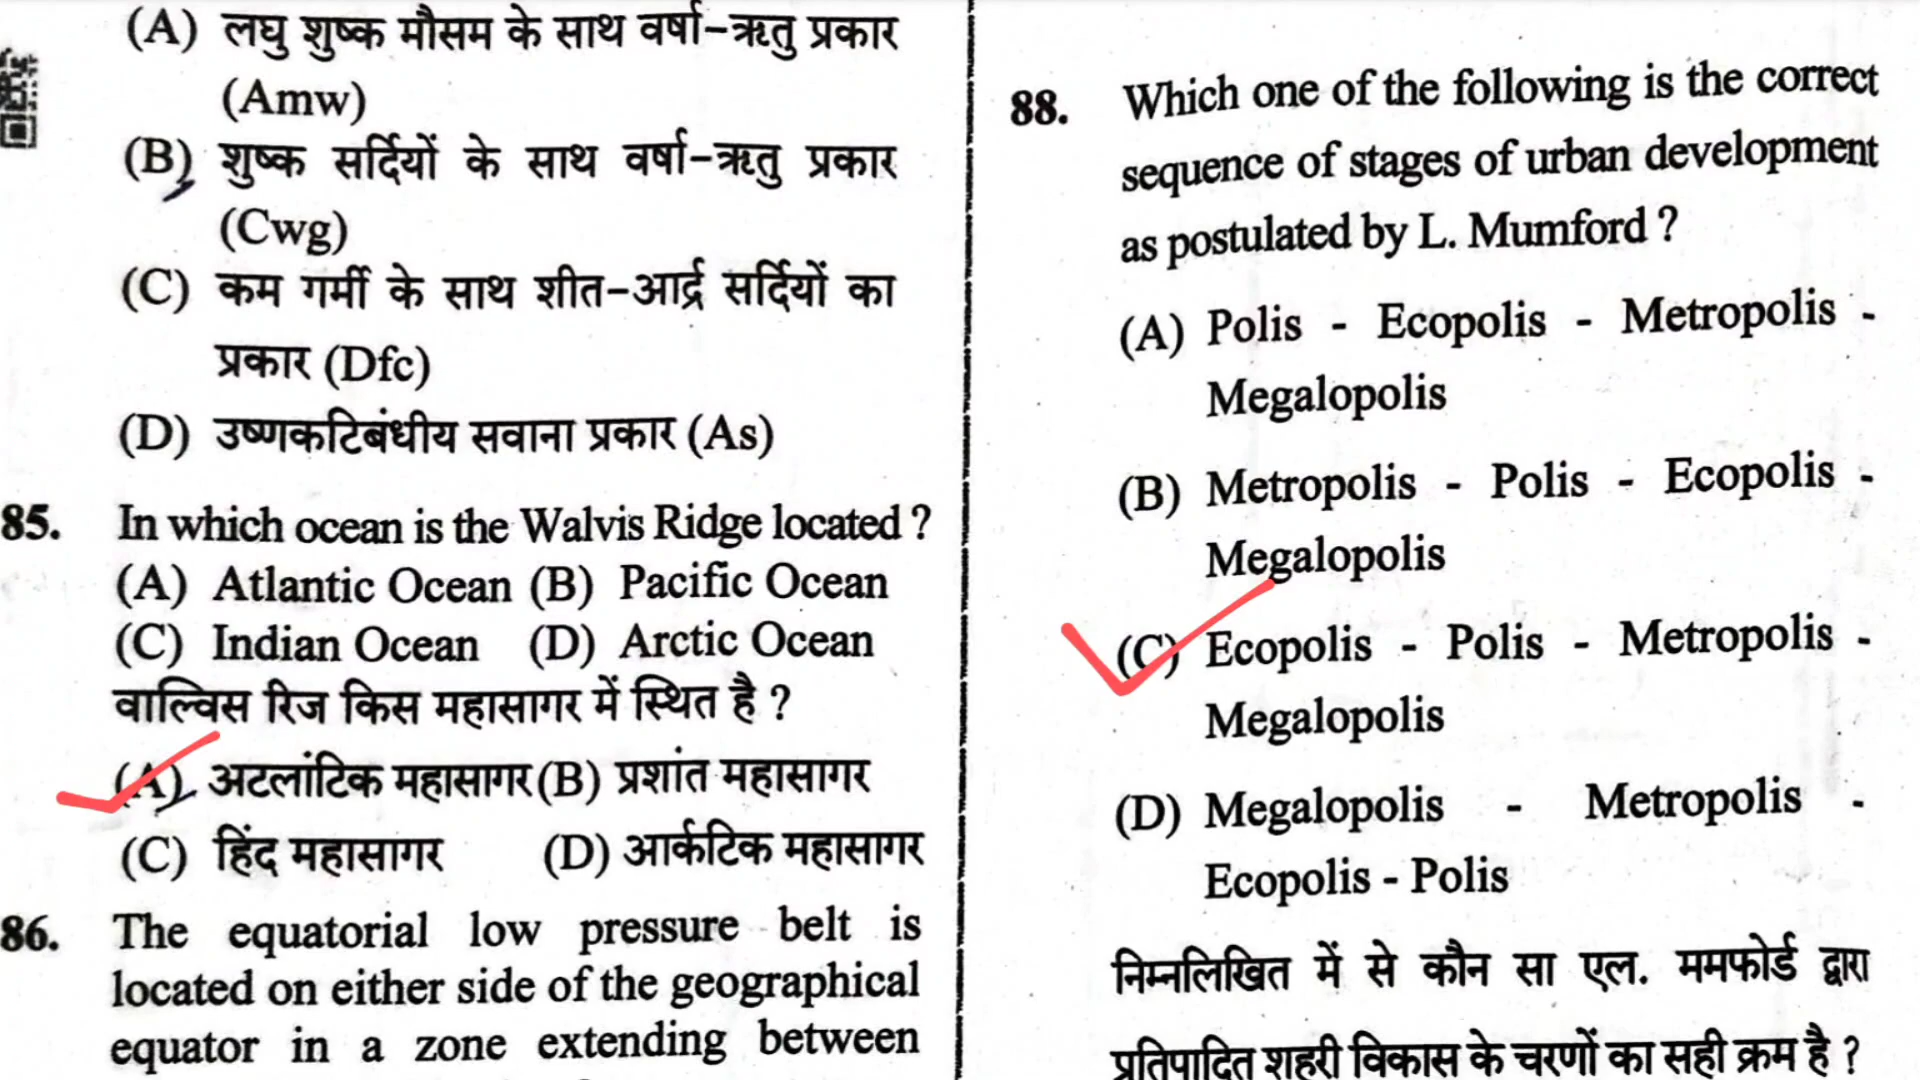 (A) लघु शुष्क मौसम के साथ वर्षा-ऋतु प्रकार
(Amw)
(B) शुष्क सर्दियों के साथ वर्षा-ऋतु प्रकार
(Cwg)
(C) कम गर्मी के साथ शीत-आर्द्र सर्दियों का
प्रकार (Dfc)
(D) उष्णकटिबंधीय सवाना प्रकार (As)
85. In which ocean is the Walvis Ridge located ?
(A) Atlantic Ocean (B) Pacific Ocean
(C) Indian Ocean (D) Arctic Ocean
वाल्विस रिज किस महासागर में स्थित है ?
(A) अटलांटिक महासागर (B) प्रशांत महासागर
(C) हिंद महासागर (D) आर्कटिक महासागर
86. The equatorial low pressure belt is
located on either side of the geographical
equator in a zone extending between
88. Which one of the following is the correct
sequence of stages of urban development
as postulated by L. Mumford ?
(A) Polis - Ecopolis - Metropolis -
Megalopolis
(B) Metropolis - Polis - Ecopolis -
Megalopolis
(C) Ecopolis - Polis - Metropolis -
Megalopolis
(D) Megalopolis - Metropolis -
Ecopolis - Polis
निम्नलिखित में से कौन सा एल. ममफोर्ड द्वारा
प्रतिपादित शहरी विकास के चरणों का सही क्रम है ?